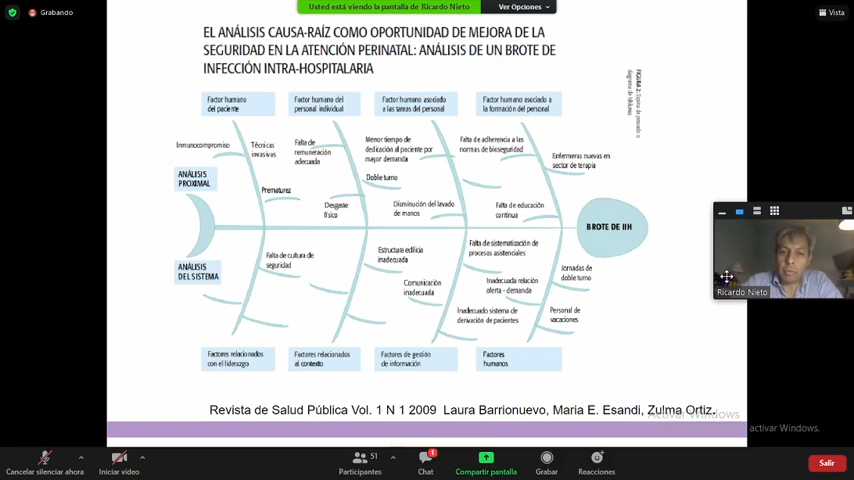 Grabando
Usted está viendo la pantalla de Ricardo Nieto
Ver Opciones
Vista
EL ANÁLISIS CAUSA-RAÍZ COMO OPORTUNIDAD DE MEJORA DE LA
SEGURIDAD EN LA ATENCIÓN PERINATAL: ANÁLISIS DE UN BROTE DE
INFECCIÓN INTRA-HOSPITALARIA
Factor humano
del paciente
Factor humano del
personal individual
Factor humano asociado
a las tareas del personal
Factor humano asociado a
la formación del personal
Inmunocompromiso
Técnicas
invasivas
Falta de
remuneración
adecuada
Menor tiempo de
dedicación al paciente por
mayor demanda
Falta de adherencia a las
normas de bioseguridad
Enfermeras nuevas en
sector de terapia
ANÁLISIS
PROXIMAL
Doble turno
Prematurez
Desgaste
físico
Disminución del lavado
de manos
Falta de educación
continua
BROTE DE IIH
ANÁLISIS
DEL SISTEMA
Falta de cultura de
seguridad
Estructura edilicia
inadecuada
Falta de sistematización de
procesos asistenciales
Comunicación
inadecuada
Inadecuada relación
oferta - demanda
Jornadas de
doble turno
Inadecuado sistema de
derivación de pacientes
Personal de
vacaciones
Factores relacionados
con el liderazgo
Factores relacionados
al contexto
Factores de gestión
de información
Factores
humanos
Revista de Salud Pública Vol. 1 N 1 2009 Laura Barrionuevo, Maria E. Esandi, Zulma Ortiz.
Ricardo Nieto
activar Windows.
Cancelar silenciar ahora
Iniciar video
51
Participantes
1
Chat
Compartir pantalla
Grabar
Reacciones
Salir